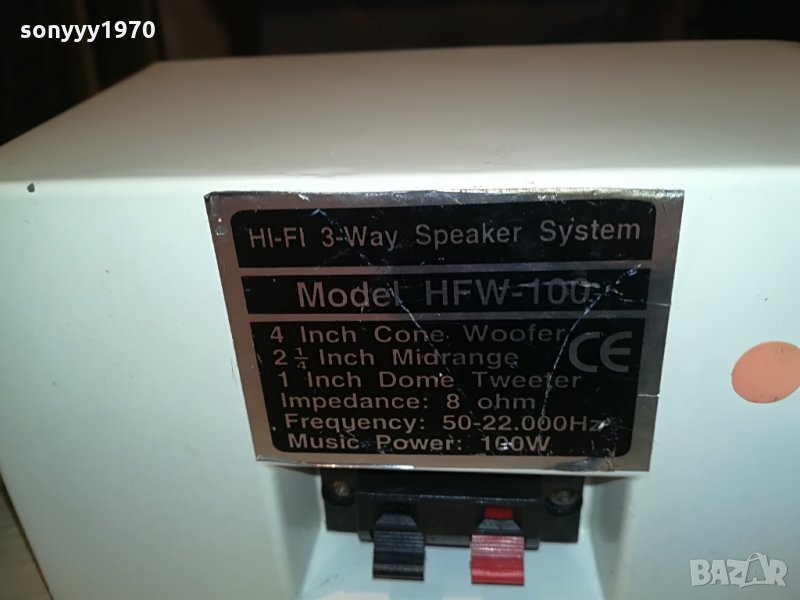 sonyyy1970
HI-FI 3-Way Speaker System
Model HFW-100
4 Inch Cone Woofer
2 1/4 Inch Midrange
1 Inch Dome Tweeter
CE
Impedance: 8 ohm
Frequency: 50-22.000Hz
Music Power: 100W
BAZAR